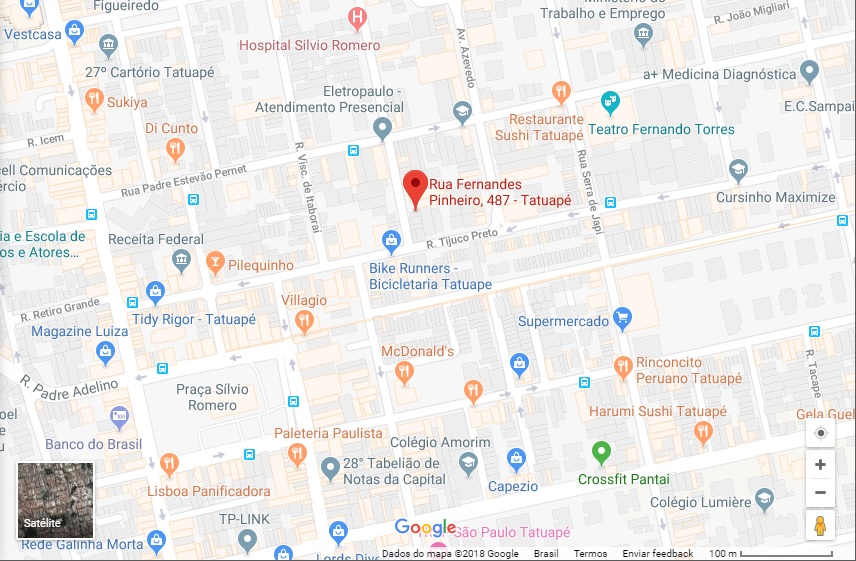 Figueiredo
Ministério do
Trabalho e Emprego
R. João Migliari
Vestcasa
Hospital Silvio Romero
Av. Azevedo
27º Cartório Tatuapé
a+ Medicina Diagnóstica
Eletropaulo -
Atendimento Presencial
Sukiya
E.C.Sampai
Restaurante
Sushi Tatuapé
Teatro Fernando Torres
Di Cunto
R. Icem
R. Visc. de Itaboraí
Rua Serra de Japi
cell Comunicações
ércio
Rua Padre Estevão Pernet
Rua Fernandes
Pinheiro, 487 - Tatuapé
Cursinho Maximize
ia e Escola de
os e Atores...
Receita Federal
R. Tijuco Preto
Pilequinho
Bike Runners -
Bicicletaria Tatuape
R. Retiro Grande
Villagio
Tidy Rigor - Tatuapé
Supermercado
Magazine Luiza
McDonald's
Rinconcito
Peruano Tatuapé
R. Padre Adelino
R. Tacape
Praça Sílvio
Romero
Harumi Sushi Tatuapé
Gela Guel
oel
Paleteria Paulista
Colégio Amorim
Banco do Brasil
28° Tabelião de
Notas da Capital
Capezio
Crossfit Pantai
Lisboa Panificadora
Colégio Lumière
Satélite
TP-LINK
Google
São Paulo Tatuapé
Rede Galinha Morta
Lords Dive
Dados do mapa ©2018 Google Brasil Termos Enviar feedback 100 m